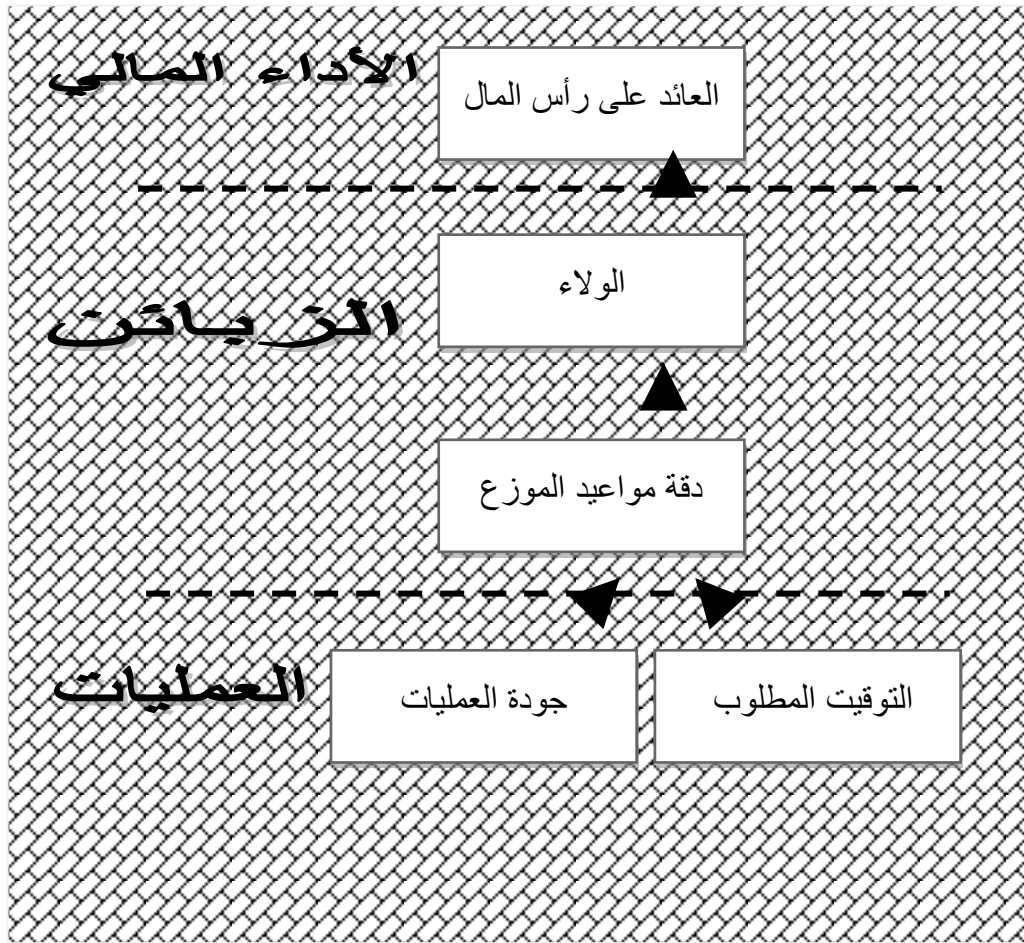 الأداء المالي
العائد على رأس المال
الزبائن
الولاء
دقة مواعيد الموزع
العمليات
التوقيت المطلوب
جودة العمليات